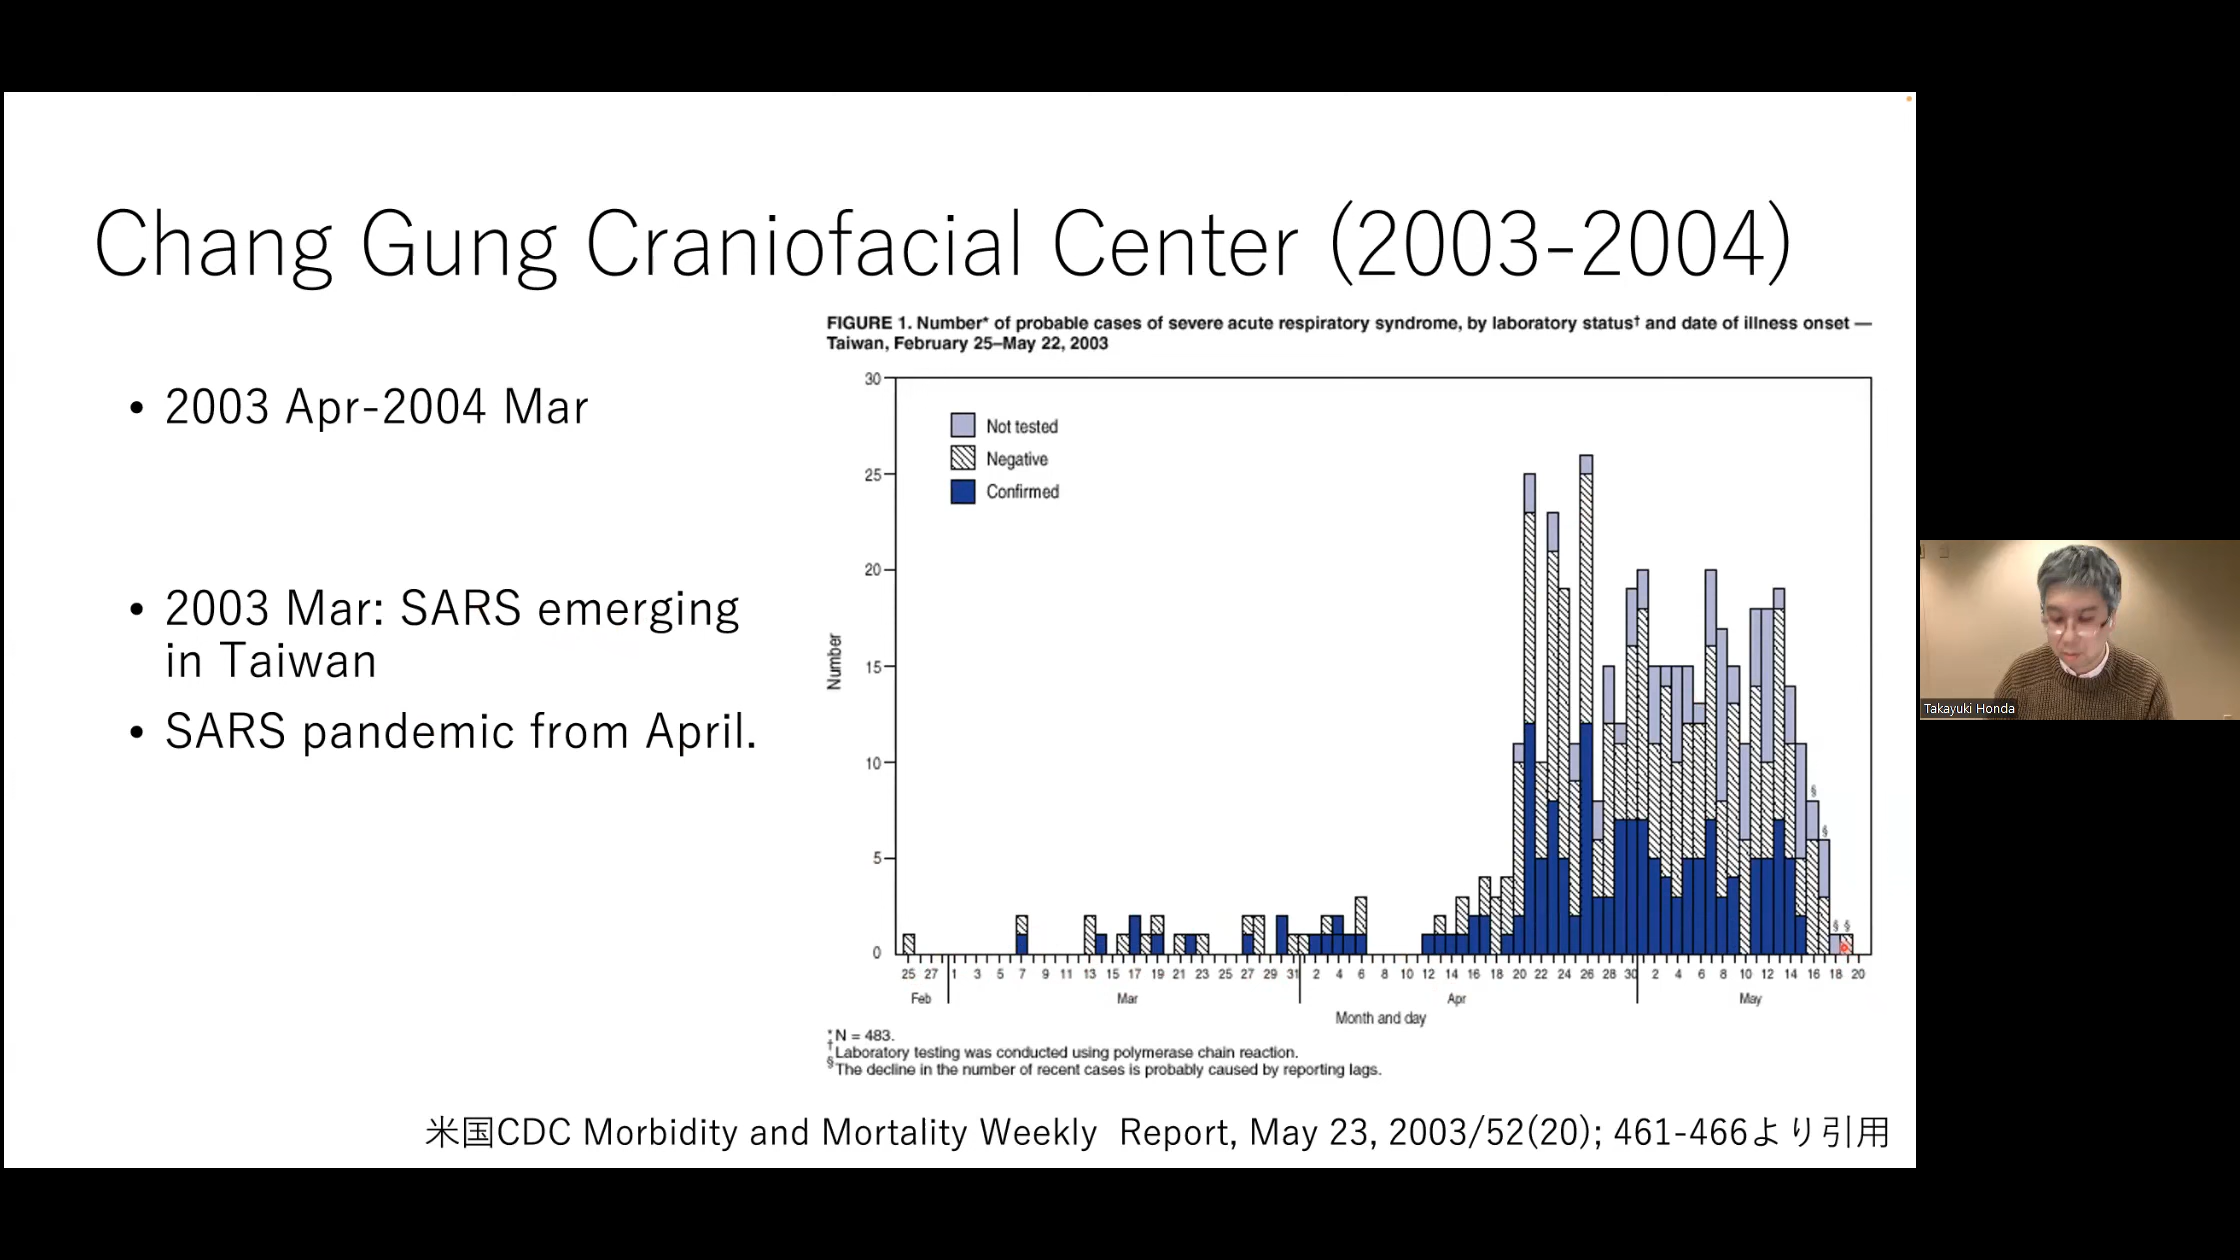 Chang Gung Craniofacial Center (2003-2004)
• 2003 Apr-2004 Mar
• 2003 Mar: SARS emerging
in Taiwan
• SARS pandemic from April.
FIGURE 1. Number* of probable cases of severe acute respiratory syndrome, by laboratory status† and date of illness onset —
Taiwan, February 25–May 22, 2003
30
25
20
15
10
5
0
Number
Not tested
Negative
Confirmed
§
§
§ §
25 27 1 3 5 7 9 11 13 15 17 19 21 23 25 27 29 31 2 4 6 8 10 12 14 16 18 20 22 24 26 28 30 2 4 6 8 10 12 14 16 18 20
Feb Mar Apr May
Month and day
* N = 483.
† Laboratory testing was conducted using polymerase chain reaction.
§ The decline in the number of recent cases is probably caused by reporting lags.
米国CDC Morbidity and Mortality Weekly Report, May 23, 2003/52(20); 461-466より引用
Takayuki Honda